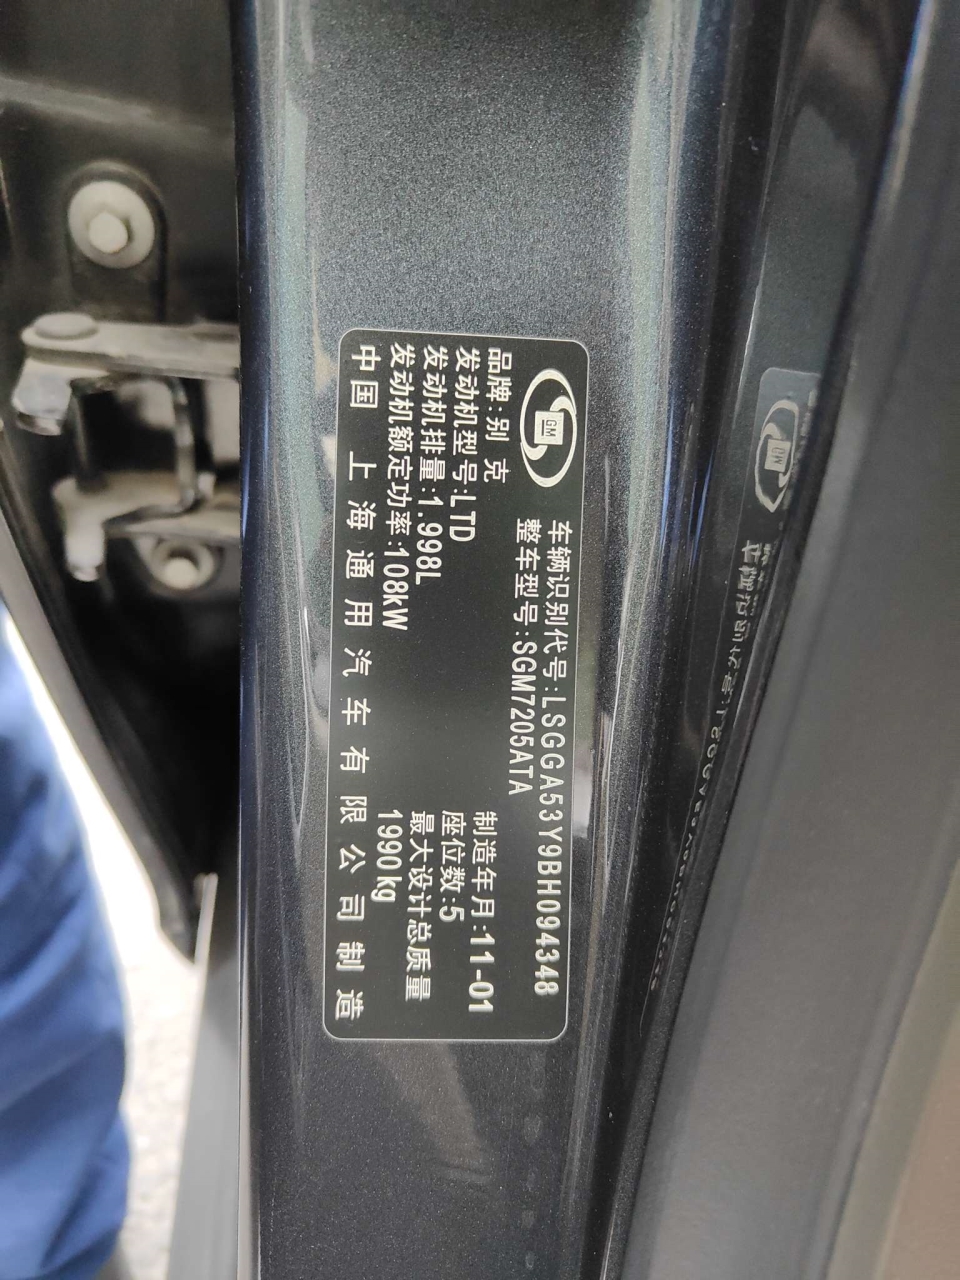 GM
车辆识别代号:LSGGA53Y9BH094348
整车型号:SGM7205ATA
品牌:别 克
制造年月:11-01
发动机型号:LTD
座位数:5
发动机排量:1.998L
最大设计总质量
发动机额定功率:108kW
1990kg
中国 上海通用汽车有限公司制造